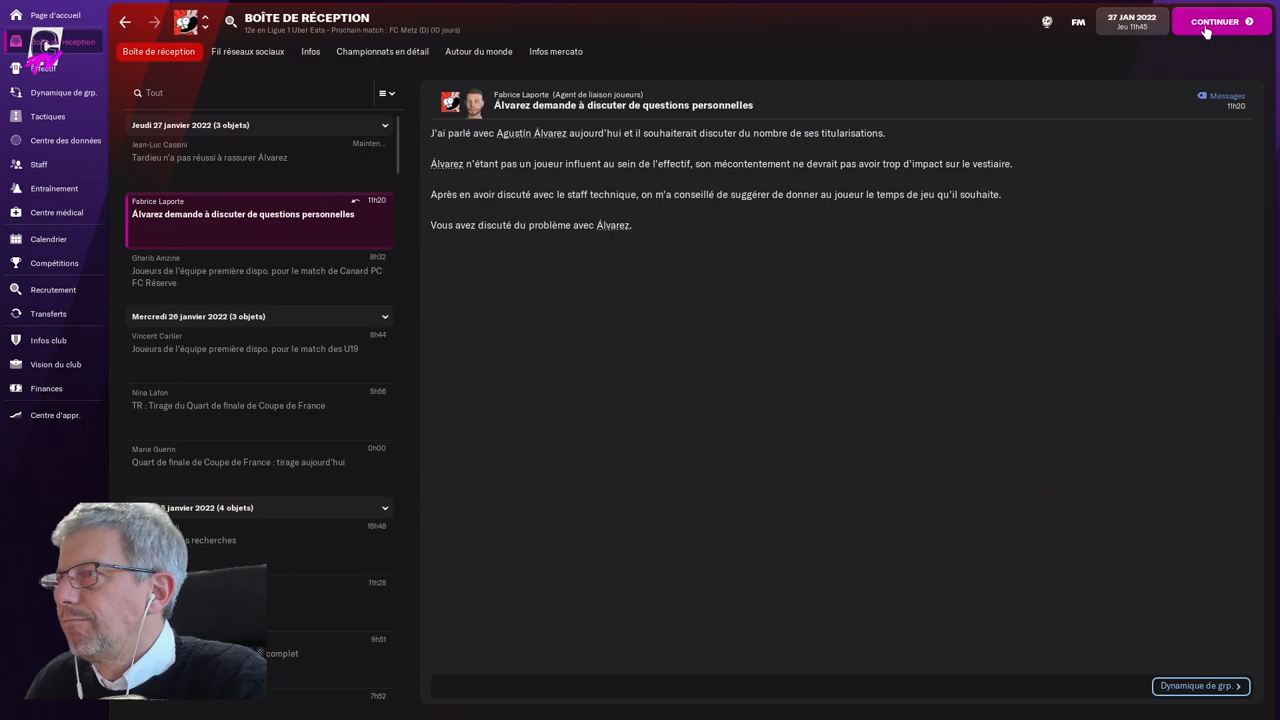 Page d'accueil
BOÎTE DE RÉCEPTION
12e en Ligue 1 Uber Eats - Prochain match : FC Metz (D) (10 jours)
FM
27 JAN 2022
Jeu 11h45
CONTINUER
Boîte de réception
Fil réseaux sociaux
Infos
Championnats en détail
Autour du monde
Infos mercato
Effectif
Dynamique de grp.
Tactiques
Centre des données
Staff
Entraînement
Centre médical
Calendrier
Compétitions
Recrutement
Transferts
Infos club
Vision du club
Finances
Centre d'appr.
Tout
Jeudi 27 janvier 2022 (3 objets)
Jean-Luc Cassini
Mainten...
Tardieu n'a pas réussi à rassurer Álvarez
Fabrice Laporte
11h20
Álvarez demande à discuter de questions personnelles
Gharib Amzine
8h32
Joueurs de l'équipe première dispo. pour le match de Canard PC
FC Réserve
Mercredi 26 janvier 2022 (3 objets)
Vincent Carlier
8h44
Joueurs de l'équipe première dispo. pour le match des U19
Nina Lafon
5h56
TR : Tirage du Quart de finale de Coupe de France
Marie Guerin
0h00
Quart de finale de Coupe de France : tirage aujourd'hui
janvier 2022 (4 objets)
16h48
recherches
11h28
9h51
complet
7h52
Fabrice Laporte (Agent de liaison joueurs)
Álvarez demande à discuter de questions personnelles
Messages
11h20
J'ai parlé avec Agustín Álvarez aujourd'hui et il souhaiterait discuter du nombre de ses titularisations.
Álvarez n'étant pas un joueur influent au sein de l'effectif, son mécontentement ne devrait pas avoir trop d'impact sur le vestiaire.
Après en avoir discuté avec le staff technique, on m'a conseillé de suggérer de donner au joueur le temps de jeu qu'il souhaite.
Vous avez discuté du problème avec Álvarez.
Dynamique de grp.